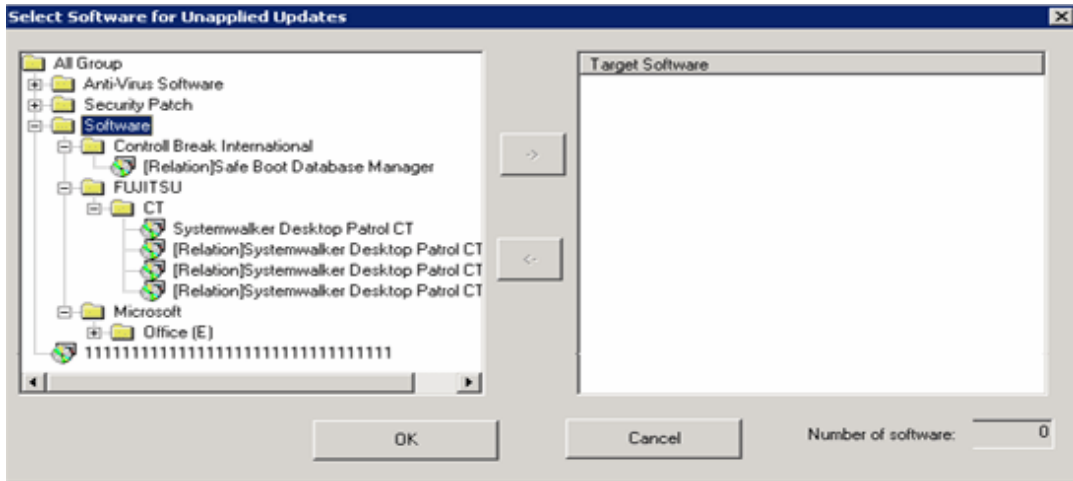 Select Software for Unapplied Updates
All Group
Anti-Virus Software
Security Patch
Software
Controll Break International
[Relation]Safe Boot Database Manager
FUJITSU
CT
Systemwalker Desktop Patrol CT
[Relation]Systemwalker Desktop Patrol CT
[Relation]Systemwalker Desktop Patrol CT
[Relation]Systemwalker Desktop Patrol CT
Microsoft
Office (E)
Target Software
->
<-
OK
Cancel
Number of software: 0